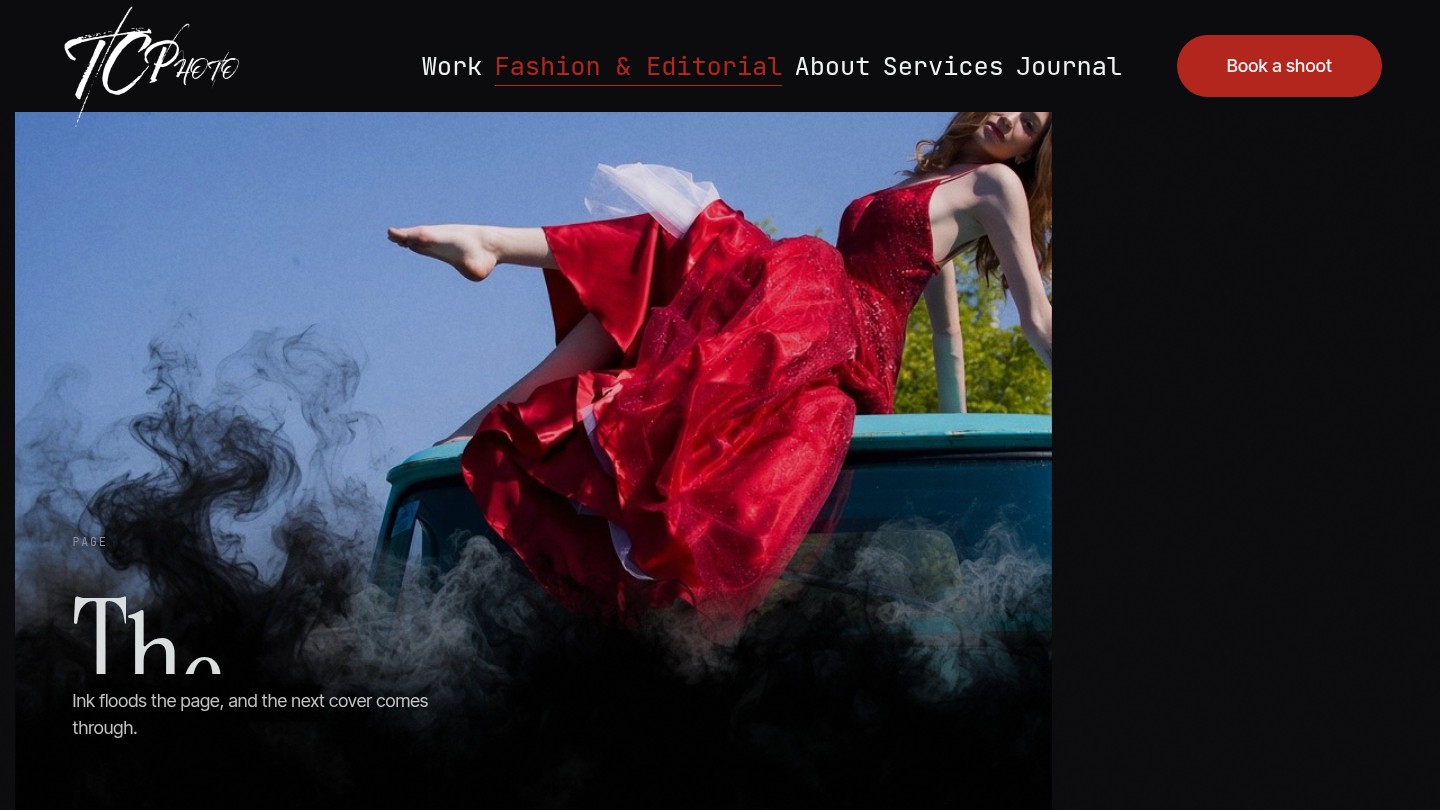 TCPHOTO
Work Fashion & Editorial About Services Journal
Book a shoot
PAGE
The
Ink floods the page, and the next cover comes
through.